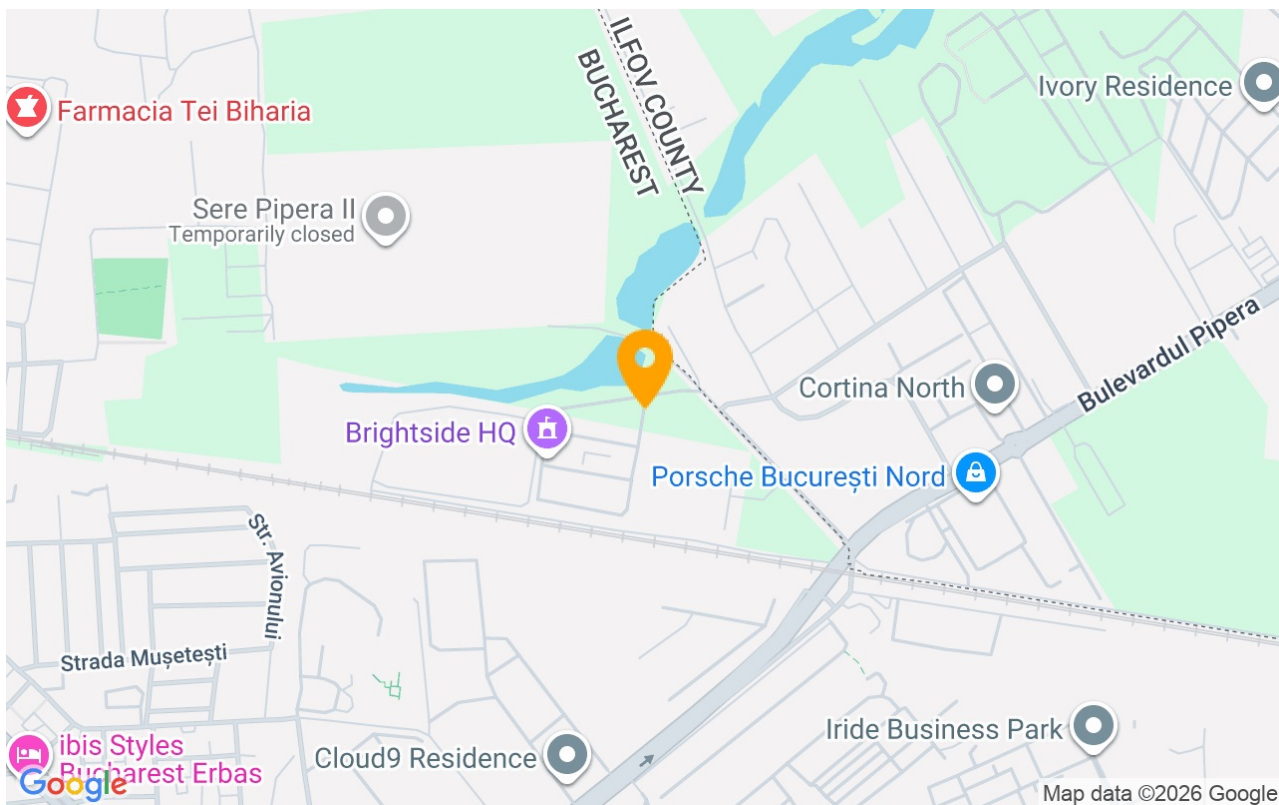 ILFOV COUNTY
BUCHAREST
Ivory Residence
Farmacia Tei Biharia
Sere Pipera II
Temporarily closed
Bulevardul Pipera
Cortina North
Brightside HQ
Porsche București Nord
Str. Avionului
Strada Mușetești
Iride Business Park
ibis Styles
Bucharest Erbas
Cloud9 Residence
Google
Map data ©2026 Google